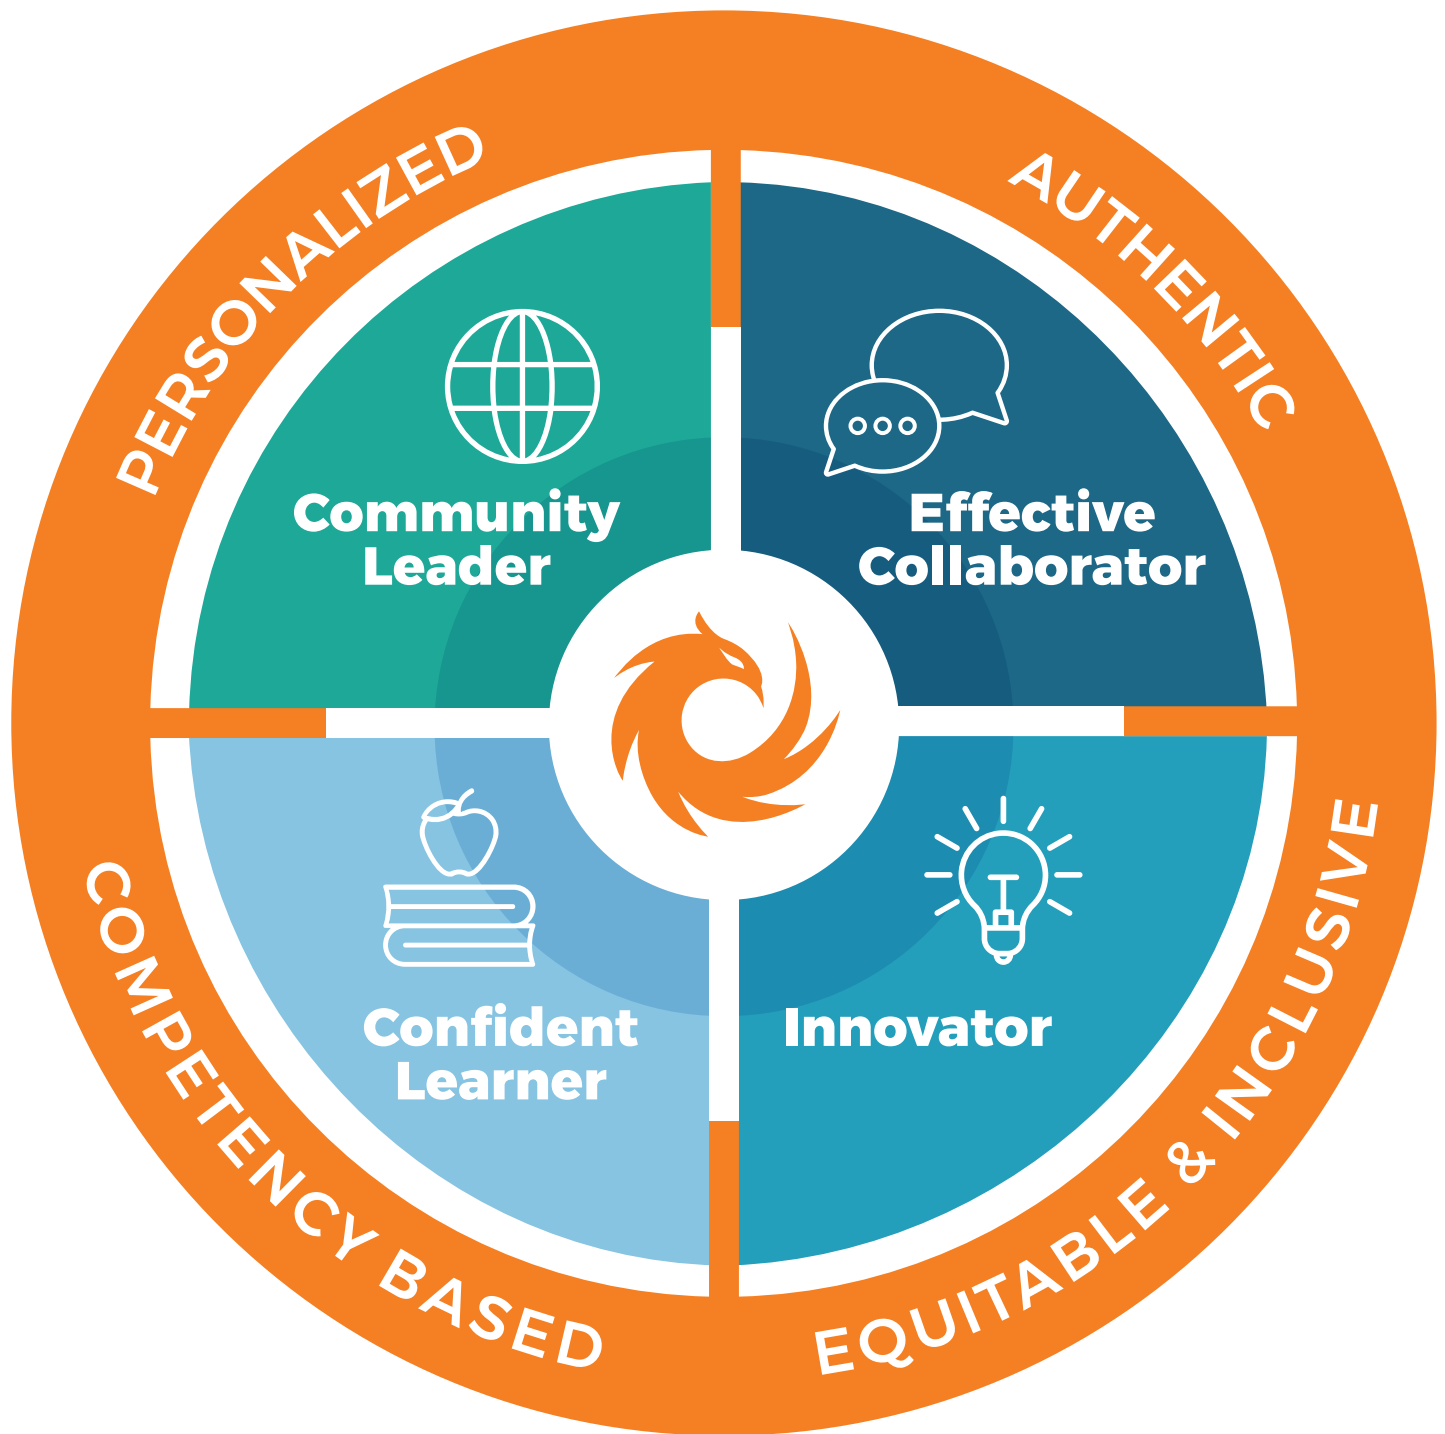 PERSONALIZED
AUTHENTIC
Community
Leader
Effective
Collaborator
Confident
Learner
Innovator
COMPETENCY BASED
EQUITABLE & INCLUSIVE